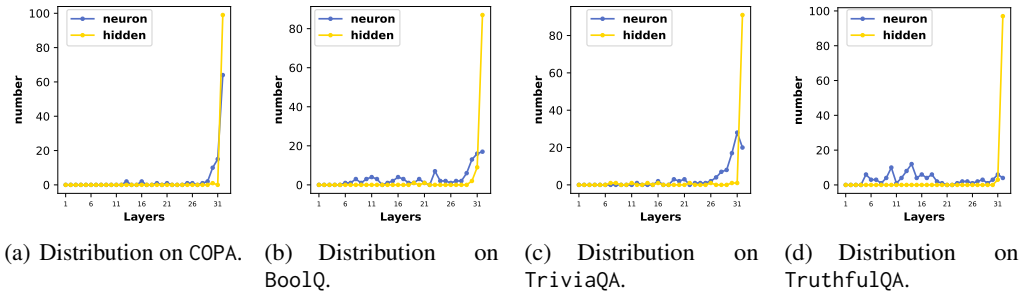 neuron
hidden
number
100
80
60
40
20
0
1 6 11 16 21 26 31
Layers
neuron
hidden
number
80
60
40
20
0
1 6 11 16 21 26 31
Layers
neuron
hidden
number
80
60
40
20
0
1 6 11 16 21 26 31
Layers
neuron
hidden
number
100
80
60
40
20
0
1 6 11 16 21 26 31
Layers
(a) Distribution on COPA.
(b) Distribution on
BoolQ.
(c) Distribution on
TriviaQA.
(d) Distribution on
TruthfulQA.